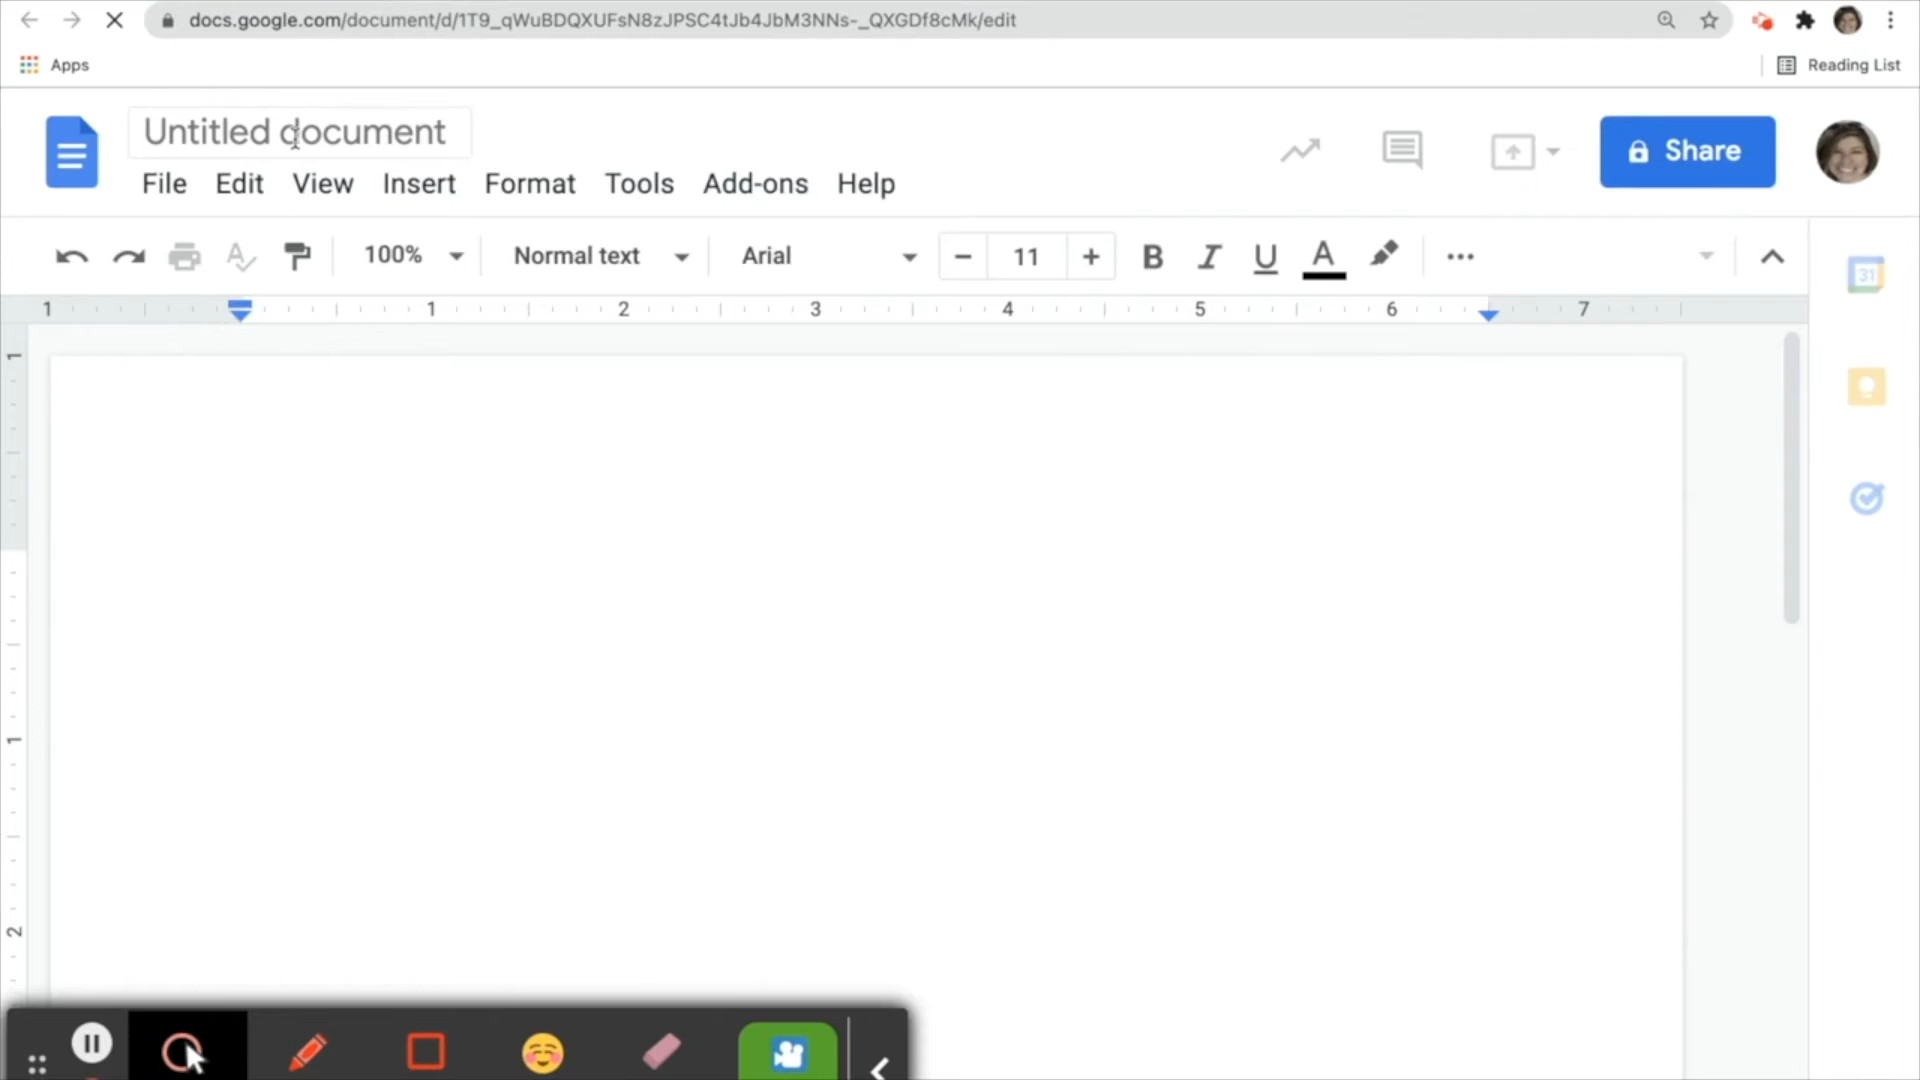 docs.google.com/document/d/1T9_qWuBDQXUFsN8zJPSC4tJb4JbM3NNs-_QXGDf8cMk/edit
Apps
Reading List
Untitled document
File Edit View Insert Format Tools Add-ons Help
Share
100% Normal text Arial 11 B I U A
31
1 1 2 3 4 5 6 7
1
1
2